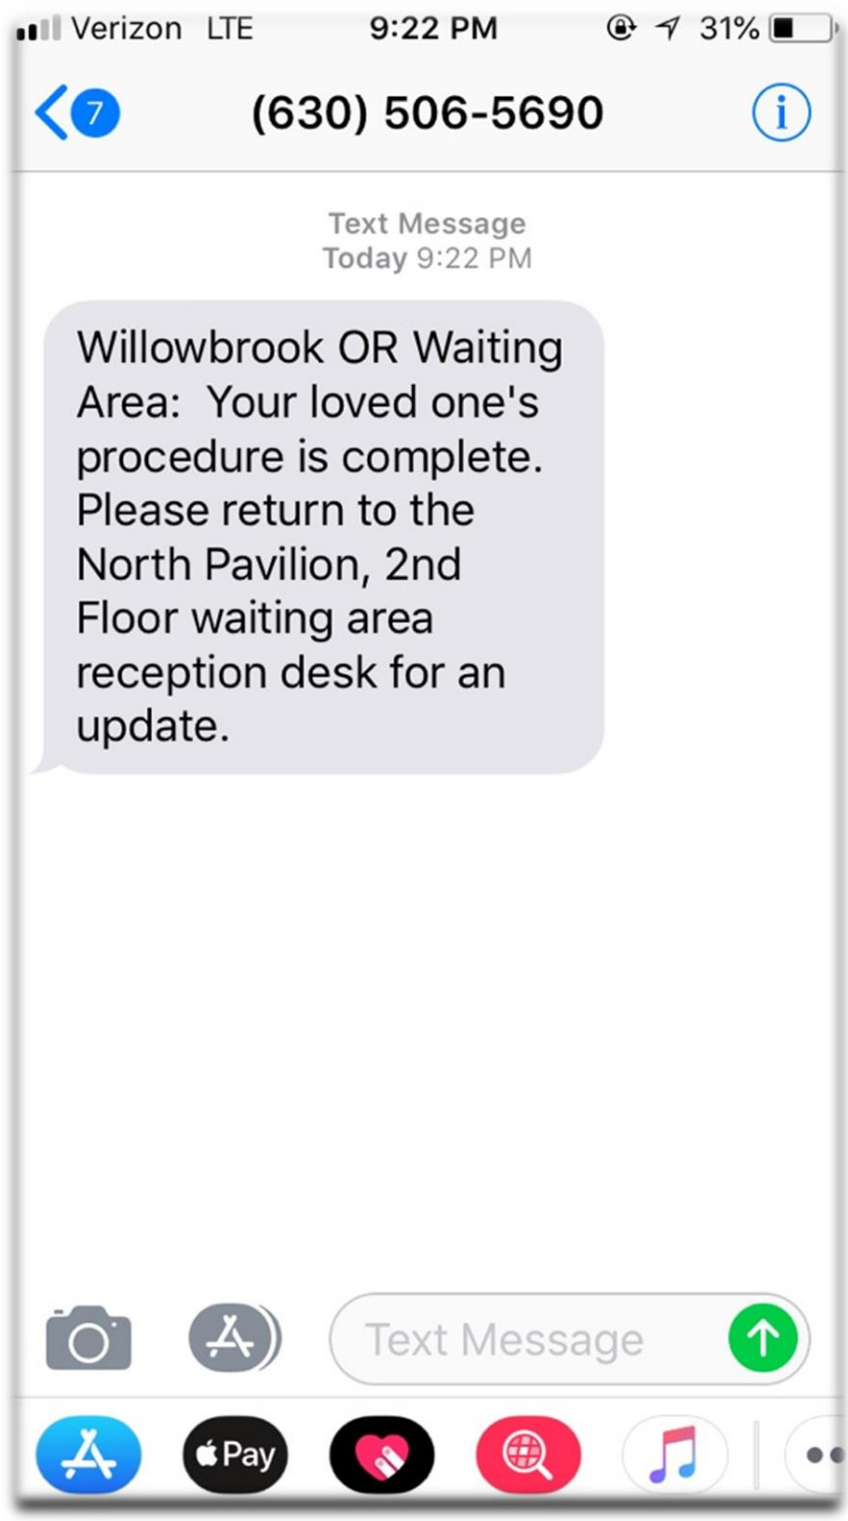 Verizon LTE 9:22 PM 31%
7 (630) 506-5690 i
Text Message
Today 9:22 PM
Willowbrook OR Waiting
Area:  Your loved one's
procedure is complete.
Please return to the
North Pavilion, 2nd
Floor waiting area
reception desk for an
update.
Text Message
Pay